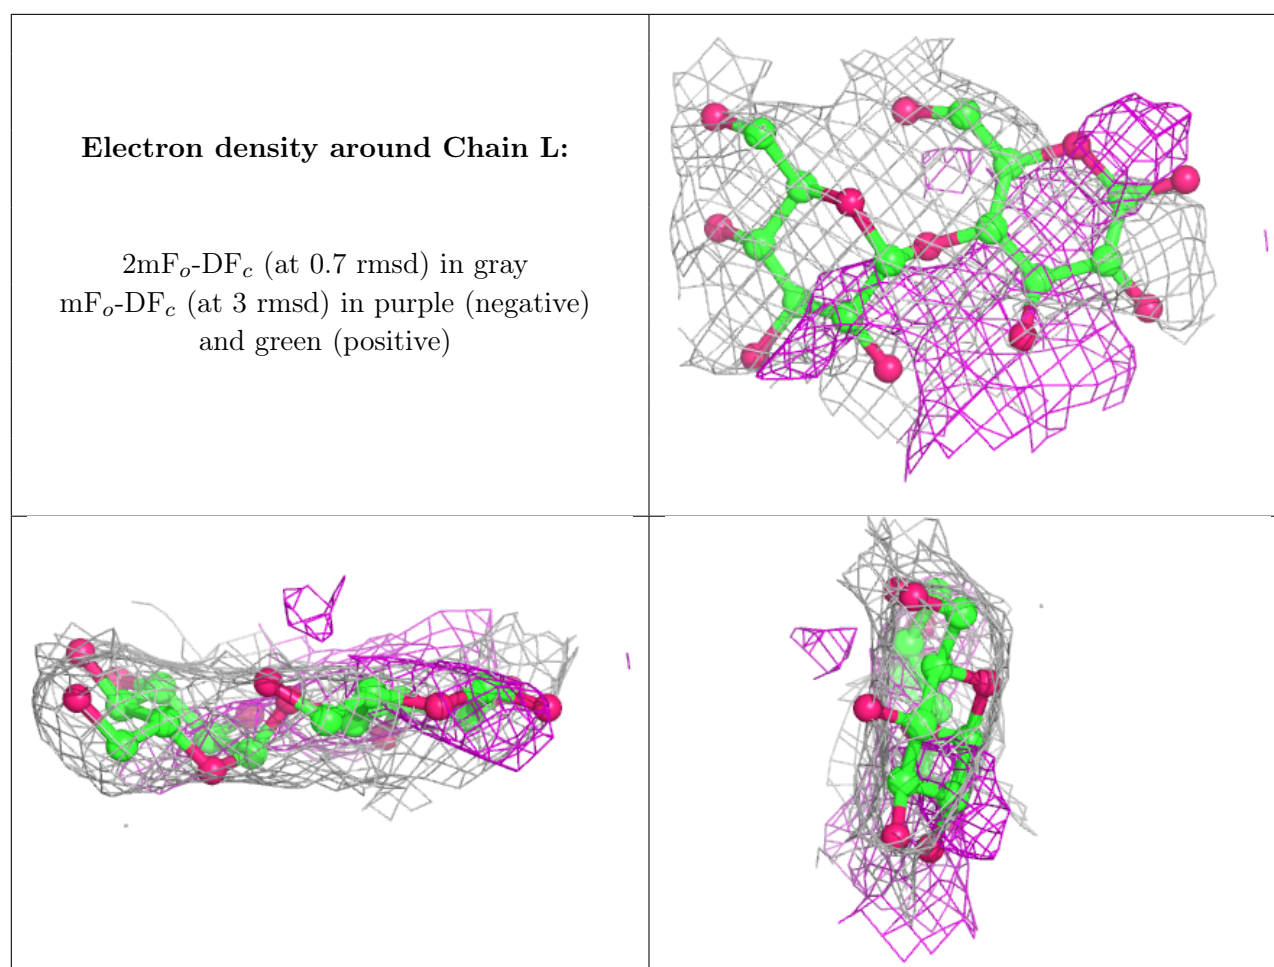 Electron density around Chain L:
2mFₒ-DF𝒸 (at 0.7 rmsd) in gray
mFₒ-DF𝒸 (at 3 rmsd) in purple (negative)
and green (positive)